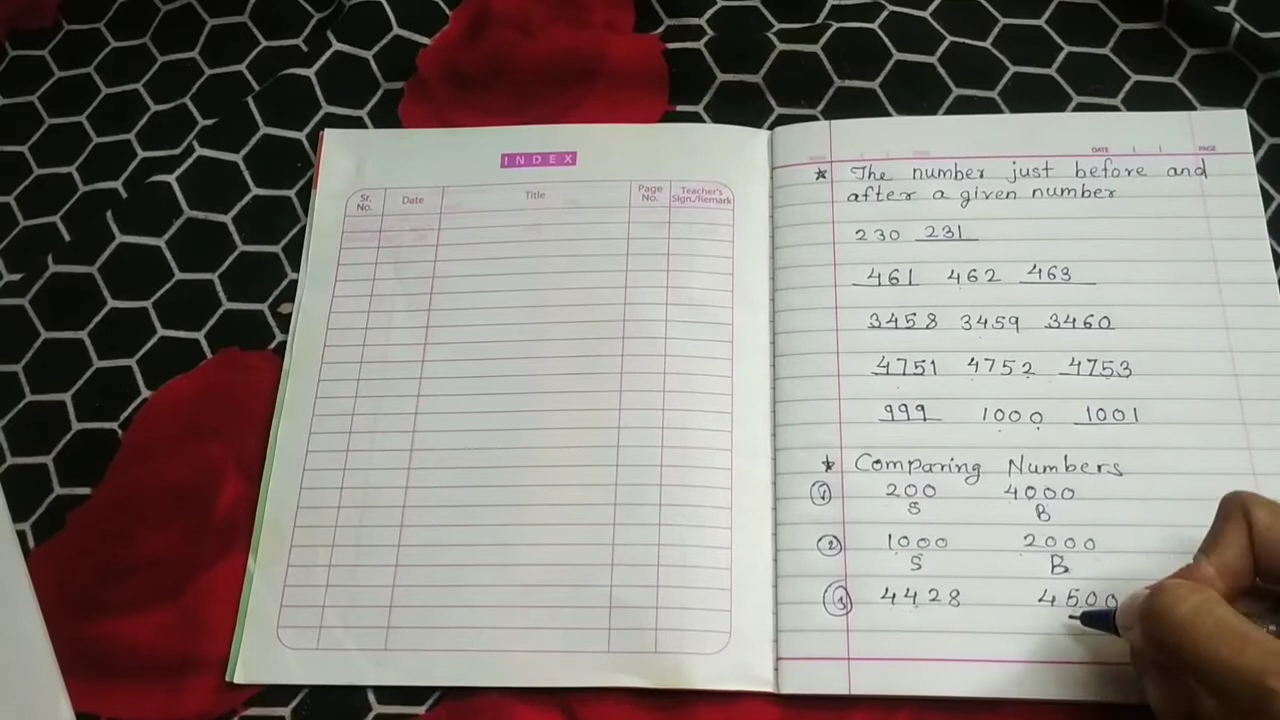 INDEX
Sr. No. Date Title Page No. Teacher's Sign./Remark
DATE PAGE
* The number just before and
after a given number
230 231
461 462 463
3458 3459 3460
4751 4752 4753
999 1000 1001
* Comparing Numbers
① 200 4000
S B
② 1000 2000
S B
③ 4428 4500